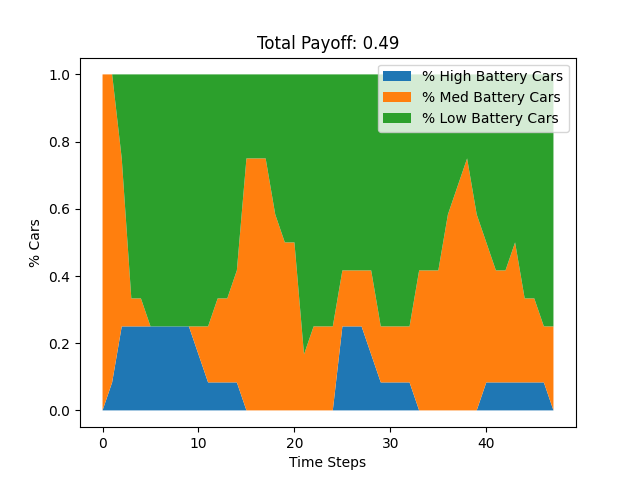 Total Payoff: 0.49
1.0
0.8
0.6
0.4
0.2
0.0
% Cars
% High Battery Cars
% Med Battery Cars
% Low Battery Cars
0 10 20 30 40
Time Steps